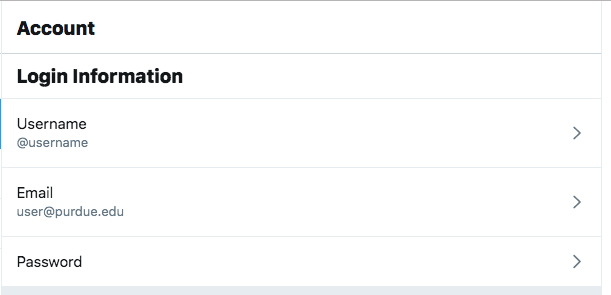 Account
Login Information
Username
@username
Email
user@purdue.edu
Password